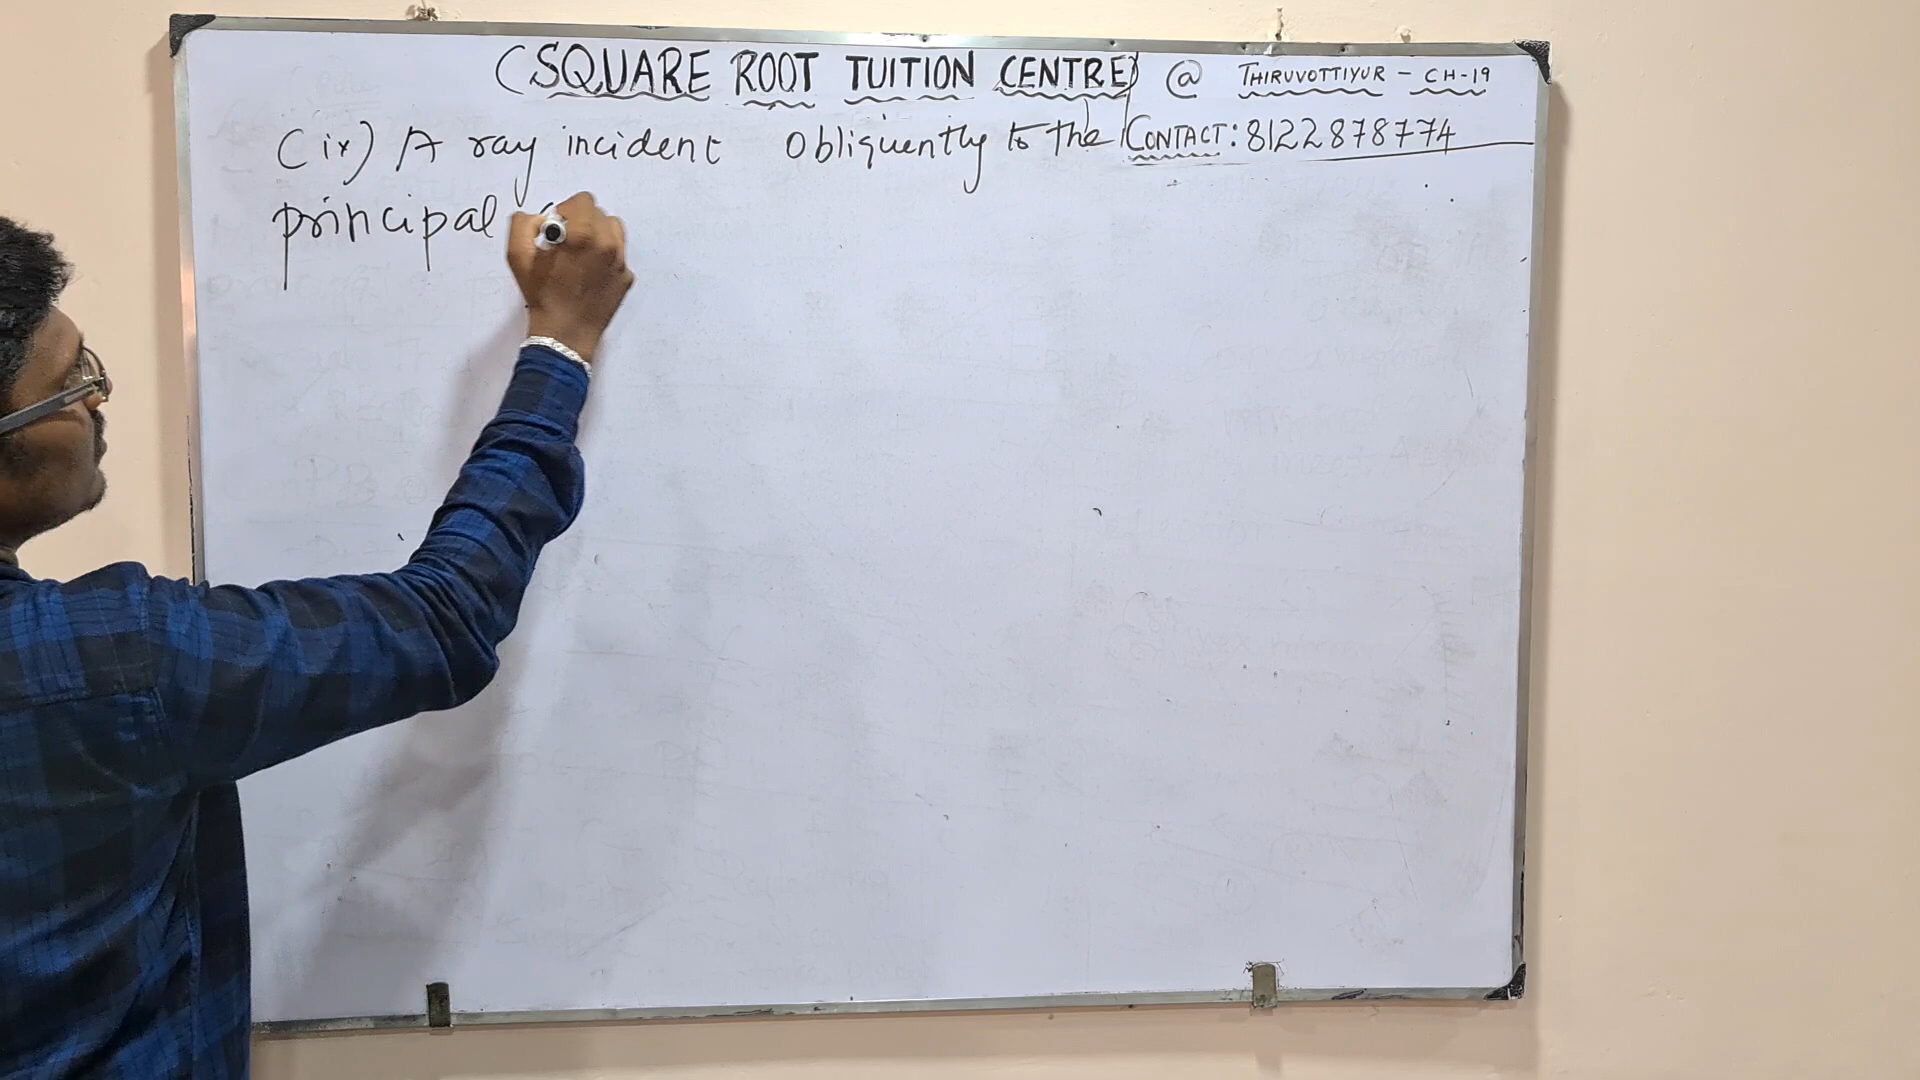 (SQUARE ROOT TUITION CENTRE) @ THIRUVOTTIYUR - CH-19
CONTACT: 8122878774
(ix) A ray incident Obliquently to the
principal